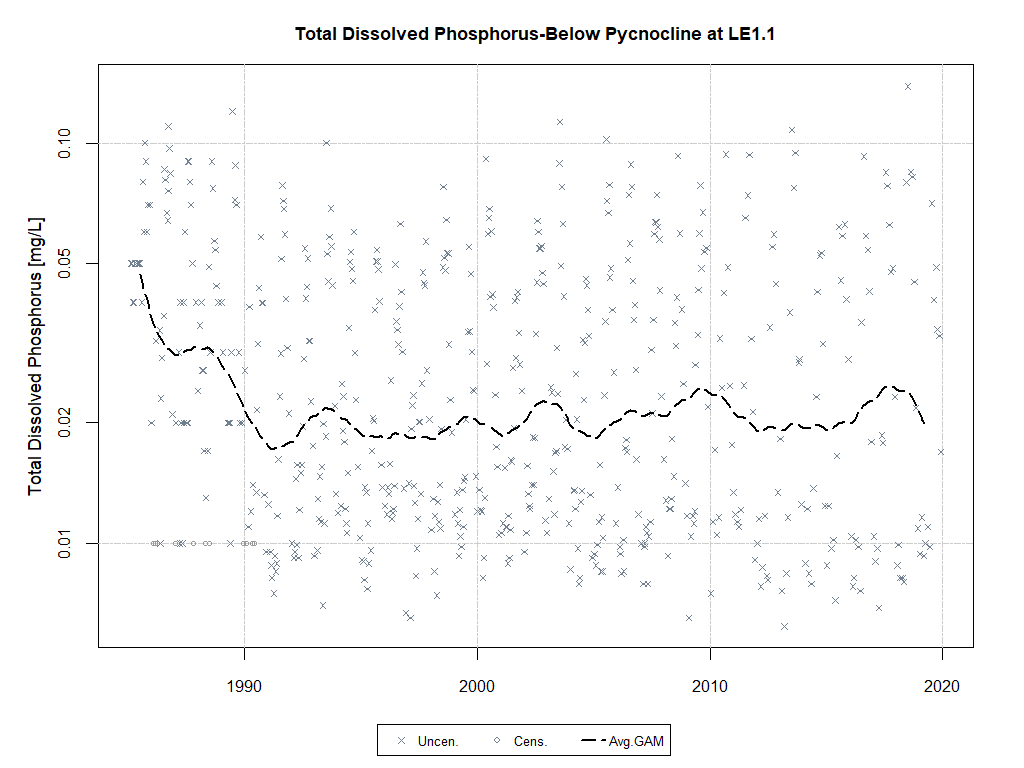 Total Dissolved Phosphorus-Below Pycnocline at LE1.1
Total Dissolved Phosphorus [mg/L]
0.10
0.05
0.02
0.01
1990 2000 2010 2020
Uncen. Cens. Avg.GAM